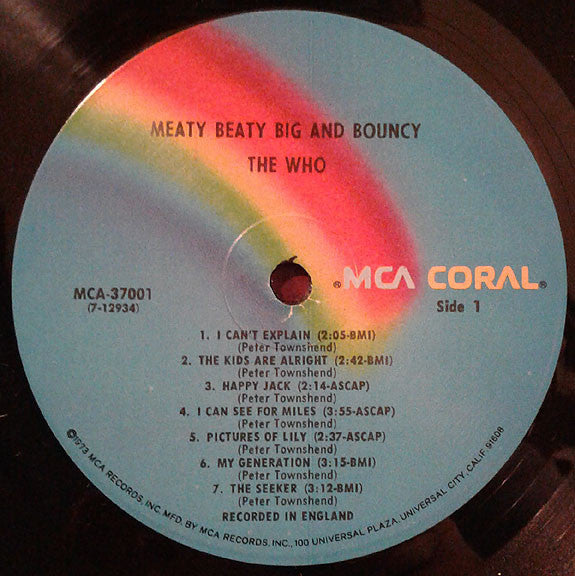 MEATY BEATY BIG AND BOUNCY
THE WHO
®MCA CORAL®
MCA-37001
(7-12934)
Side 1
1. I CAN'T EXPLAIN (2:05-BMI)
(Peter Townshend)
2. THE KIDS ARE ALRIGHT (2:42-BMI)
(Peter Townshend)
3. HAPPY JACK (2:14-ASCAP)
(Peter Townshend)
4. I CAN SEE FOR MILES (3:55-ASCAP)
(Peter Townshend)
5. PICTURES OF LILY (2:37-ASCAP)
(Peter Townshend)
6. MY GENERATION (3:15-BMI)
(Peter Townshend)
7. THE SEEKER (3:12-BMI)
(Peter Townshend)
RECORDED IN ENGLAND
©1973 MCA RECORDS, INC. MFD. BY MCA RECORDS, INC., 100 UNIVERSAL PLAZA, UNIVERSAL CITY, CALIF. 91608